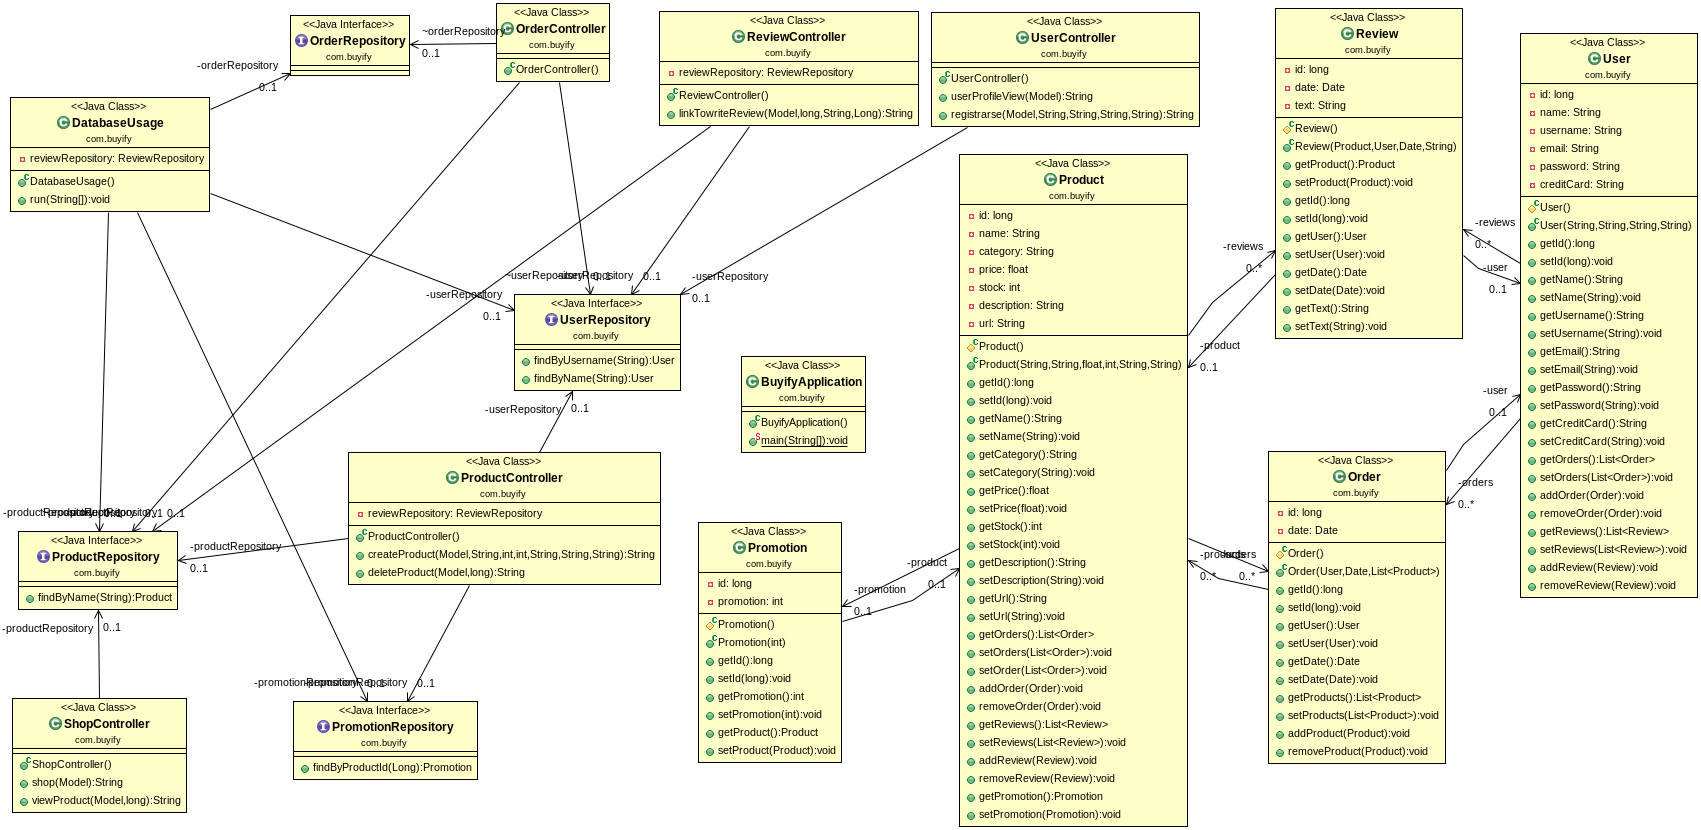 <<Java Interface>>
OrderRepository
com.buyify
<<Java Class>>
OrderController
com.buyify
OrderController()
~orderRepository
0..1
-orderRepository
0..1
<<Java Class>>
DatabaseUsage
com.buyify
reviewRepository: ReviewRepository
DatabaseUsage()
run(String[]):void
<<Java Class>>
ReviewController
com.buyify
reviewRepository: ReviewRepository
ReviewController()
linkTowriteReview(Model,long,String,Long):String
<<Java Class>>
UserController
com.buyify
UserController()
userProfileView(Model):String
registrarse(Model,String,String,String,String):String
<<Java Class>>
Product
com.buyify
id: long
name: String
category: String
price: float
stock: int
description: String
url: String
Product()
Product(String,String,float,int,String,String)
getId():long
setId(long):void
getName():String
setName(String):void
getCategory():String
setCategory(String):void
getPrice():float
setPrice(float):void
getStock():int
setStock(int):void
getDescription():String
setDescription(String):void
getUrl():String
setUrl(String):void
getOrders():List<Order>
setOrders(List<Order>):void
setOrder(List<Order>):void
addOrder(Order):void
removeOrder(Order):void
getReviews():List<Review>
setReviews(List<Review>):void
addReview(Review):void
removeReview(Review):void
getPromotion():Promotion
setPromotion(Promotion):void
<<Java Class>>
Review
com.buyify
id: long
date: Date
text: String
Review()
Review(Product,User,Date,String)
getProduct():Product
setProduct(Product):void
getId():long
setId(long):void
getUser():User
setUser(User):void
getDate():Date
setDate(Date):void
getText():String
setText(String):void
<<Java Class>>
User
com.buyify
id: long
name: String
username: String
email: String
password: String
creditCard: String
User()
User(String,String,String,String)
getId():long
setId(long):void
getName():String
setName(String):void
getUsername():String
setUsername(String):void
getEmail():String
setEmail(String):void
getPassword():String
setPassword(String):void
getCreditCard():String
setCreditCard(String):void
getOrders():List<Order>
setOrders(List<Order>):void
addOrder(Order):void
removeOrder(Order):void
getReviews():List<Review>
setReviews(List<Review>):void
addReview(Review):void
removeReview(Review):void
-reviews
0..*
-user
0..1
-reviews
0..*
-product
0..1
-user
0..1
-orders
0..*
~userRepository
0..1
-userRepository
0..1
-userRepository
0..1
-userRepository
0..1
<<Java Interface>>
UserRepository
com.buyify
findByUsername(String):User
findByName(String):User
-userRepository
0..1
<<Java Class>>
BuyifyApplication
com.buyify
BuyifyApplication()
main(String[]):void
<<Java Class>>
ProductController
com.buyify
reviewRepository: ReviewRepository
ProductController()
createProduct(Model,String,int,int,String,String,String):String
deleteProduct(Model,long):String
-productRepository
0..1
0..1
<<Java Interface>>
ProductRepository
com.buyify
findByName(String):Product
-productRepository
0..1
-productRepository
0..1
<<Java Class>>
ShopController
com.buyify
ShopController()
shop(Model):String
viewProduct(Model,long):String
-promotionRepository
0..1
0..1
<<Java Interface>>
PromotionRepository
com.buyify
findByProductId(Long):Promotion
<<Java Class>>
Promotion
com.buyify
id: long
promotion: int
Promotion()
Promotion(int)
getId():long
setId(long):void
getPromotion():int
setPromotion(int):void
getProduct():Product
setProduct(Product):void
-product
0..1
-promotion
0..1
-products
0..*
-orders
0..*
<<Java Class>>
Order
com.buyify
id: long
date: Date
Order()
Order(User,Date,List<Product>)
getId():long
setId(long):void
getUser():User
setUser(User):void
getDate():Date
setDate(Date):void
getProducts():List<Product>
setProducts(List<Product>):void
addProduct(Product):void
removeProduct(Product):void